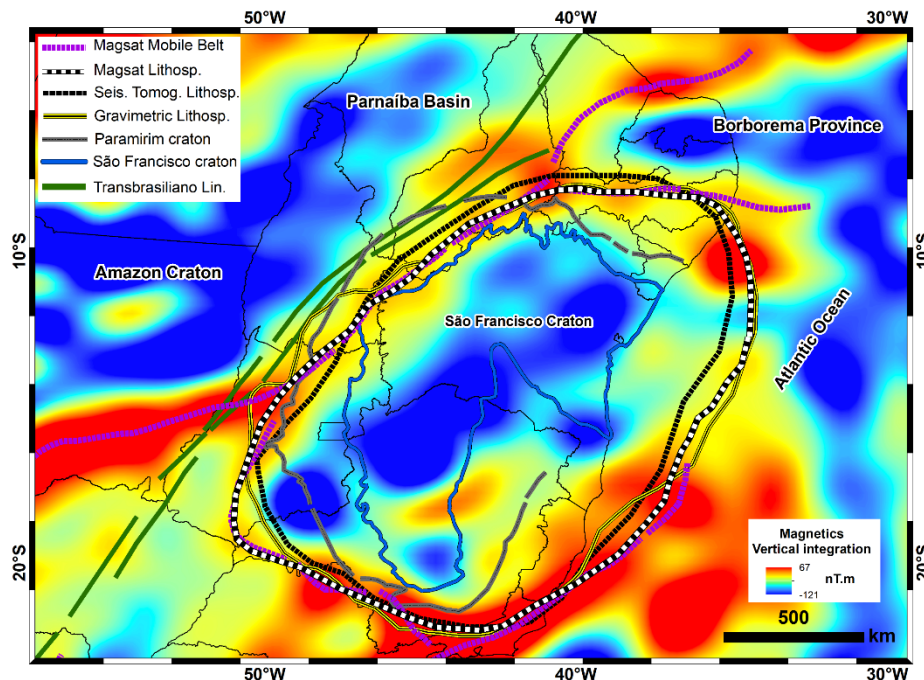 50°W
40°W
30°W
Magsat Mobile Belt
Magsat Lithosp.
Seis. Tomog. Lithosp.
Gravimetric Lithosp.
Paramirim craton
São Francisco craton
Transbrasiliano Lin.
Parnaíba Basin
Borborema Province
10°S
10°S
Amazon Craton
São Francisco Craton
Atlantic Ocean
20°S
20°S
Magnetics
Vertical integration
67
nT.m
-121
500
km
50°W
40°W
30°W